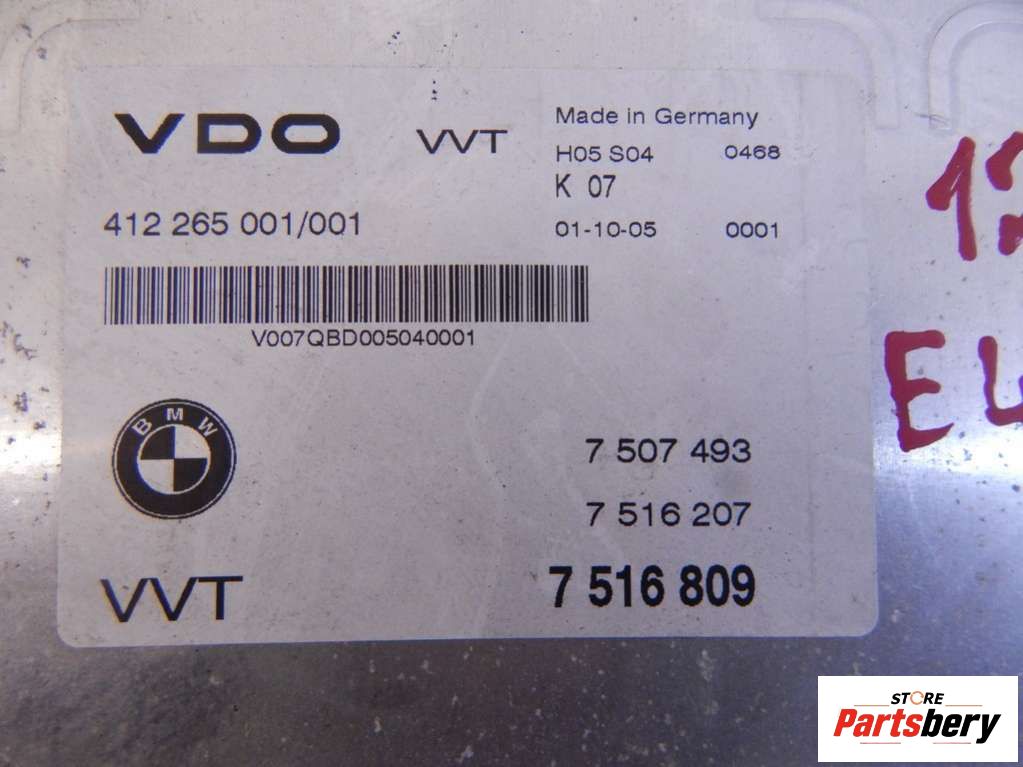 VDO VVT
Made in Germany
H05 S04 0468
K 07
01-10-05 0001
412 265 001/001
V007QBD005040001
BMW
7 507 493
7 516 207
VVT 7 516 809
STORE
Partsbery